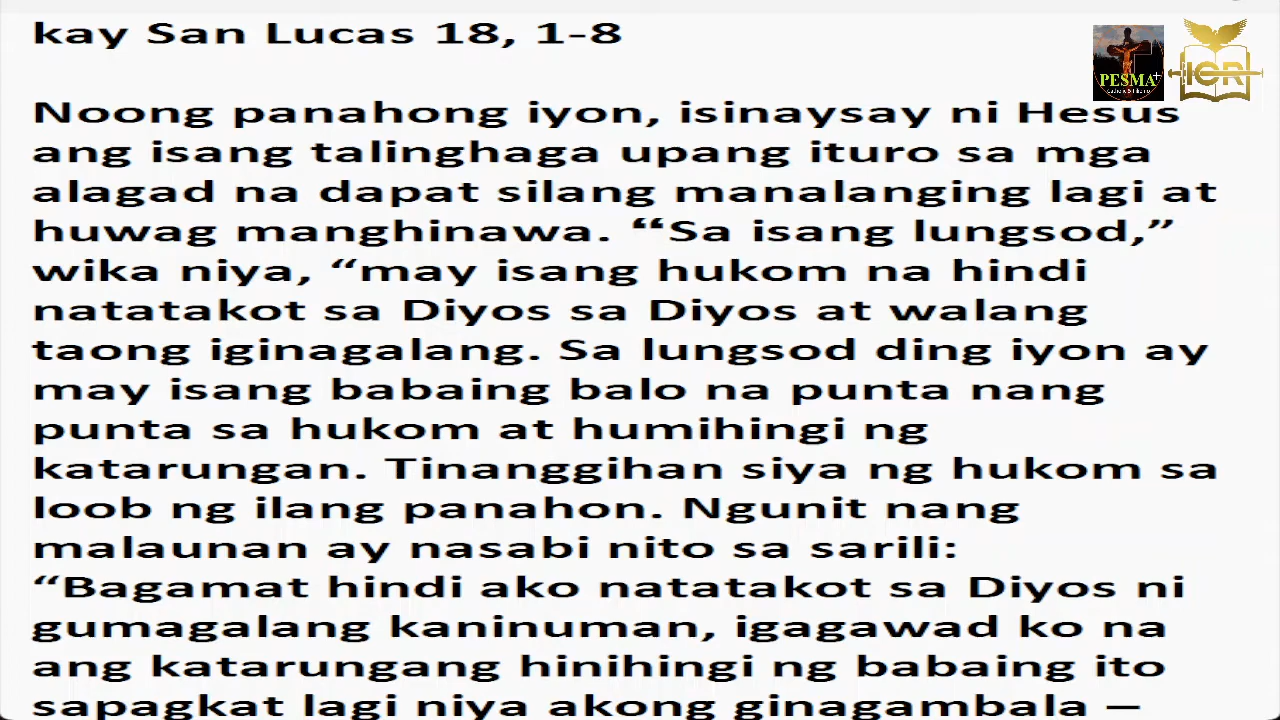 kay San Lucas 18, 1-8
PESMA
ICR
Noong panahong iyon, isinaysay ni Hesus
ang isang talinghaga upang ituro sa mga
alagad na dapat silang manalanging lagi at
huwag manghinawa. “Sa isang lungsod,”
wika niya, “may isang hukom na hindi
natatakot sa Diyos sa Diyos at walang
taong iginagalang. Sa lungsod ding iyon ay
may isang babaing balo na punta nang
punta sa hukom at humihingi ng
katarungan. Tinanggihan siya ng hukom sa
loob ng ilang panahon. Ngunit nang
malaunan ay nasabi nito sa sarili:
“Bagamat hindi ako natatakot sa Diyos ni
gumagalang kaninuman, igagawad ko na
ang katarungang hinihingi ng babaing ito
sapagkat lagi niya akong ginagambala —